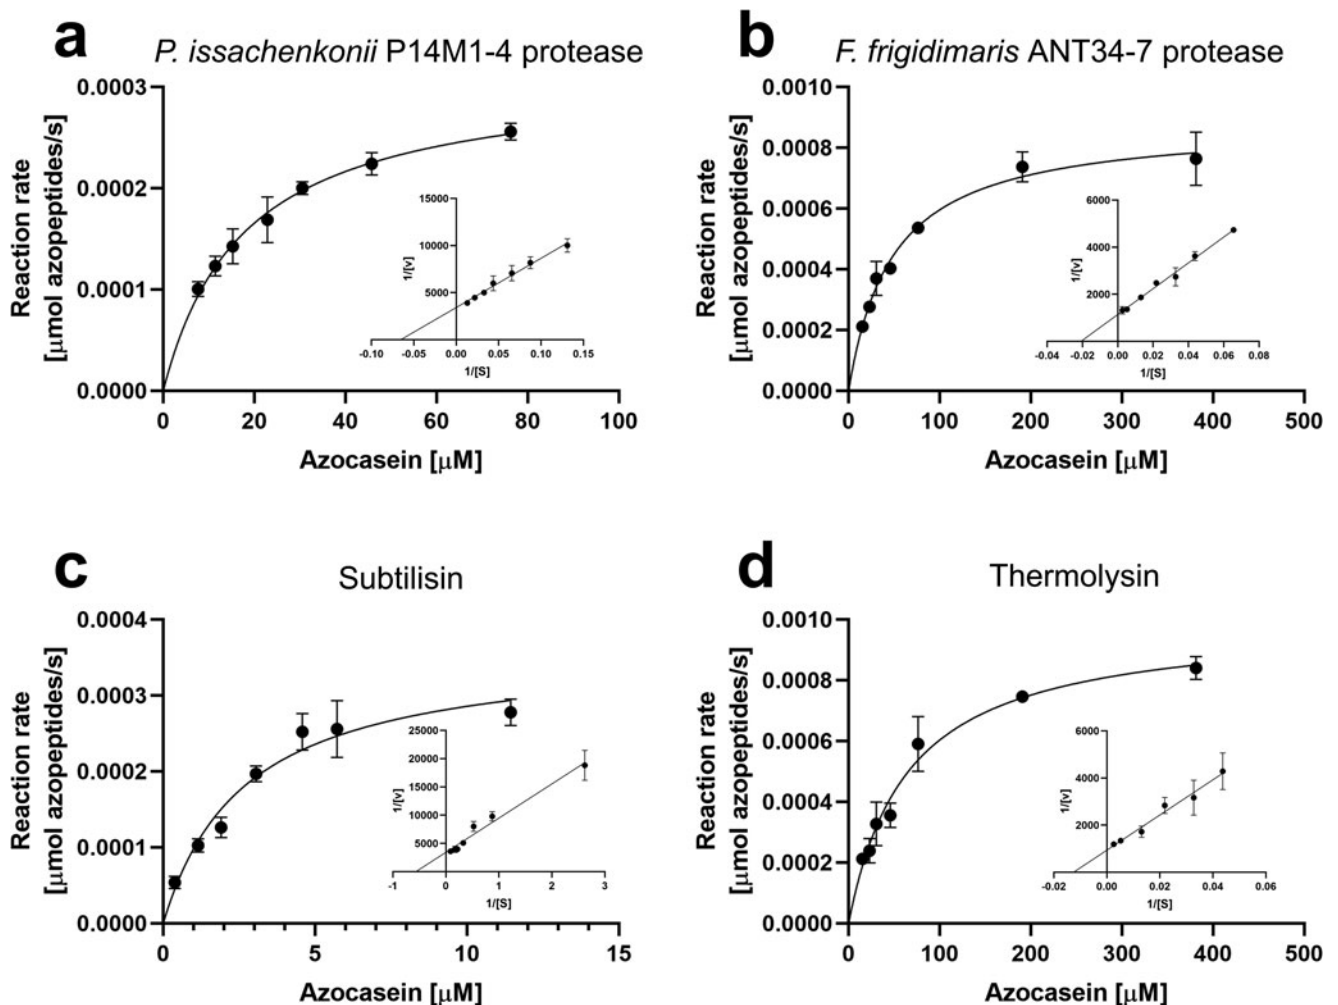 a
P. issachenkonii P14M1-4 protease
Reaction rate
[μmol azopeptides/s]
0.0003
0.0002
0.0001
0.0000
0 20 40 60 80 100
Azocasein [μM]
1/[v]
15000
10000
5000
-0.10 -0.05 0.00 0.05 0.10 0.15
1/[S]
b
F. frigidimaris ANT34-7 protease
Reaction rate
[μmol azopeptides/s]
0.0010
0.0008
0.0006
0.0004
0.0002
0.0000
0 100 200 300 400 500
Azocasein [μM]
1/[v]
6000
4000
2000
-0.04 -0.02 0.00 0.02 0.04 0.06 0.08
1/[S]
c
Subtilisin
Reaction rate
[μmol azopeptides/s]
0.0004
0.0003
0.0002
0.0001
0.0000
0 5 10 15
Azocasein [μM]
1/[v]
25000
20000
15000
10000
5000
-1 0 1 2 3
1/[S]
d
Thermolysin
Reaction rate
[μmol azopeptides/s]
0.0010
0.0008
0.0006
0.0004
0.0002
0.0000
0 100 200 300 400 500
Azocasein [μM]
1/[v]
6000
4000
2000
-0.02 0.00 0.02 0.04 0.06
1/[S]